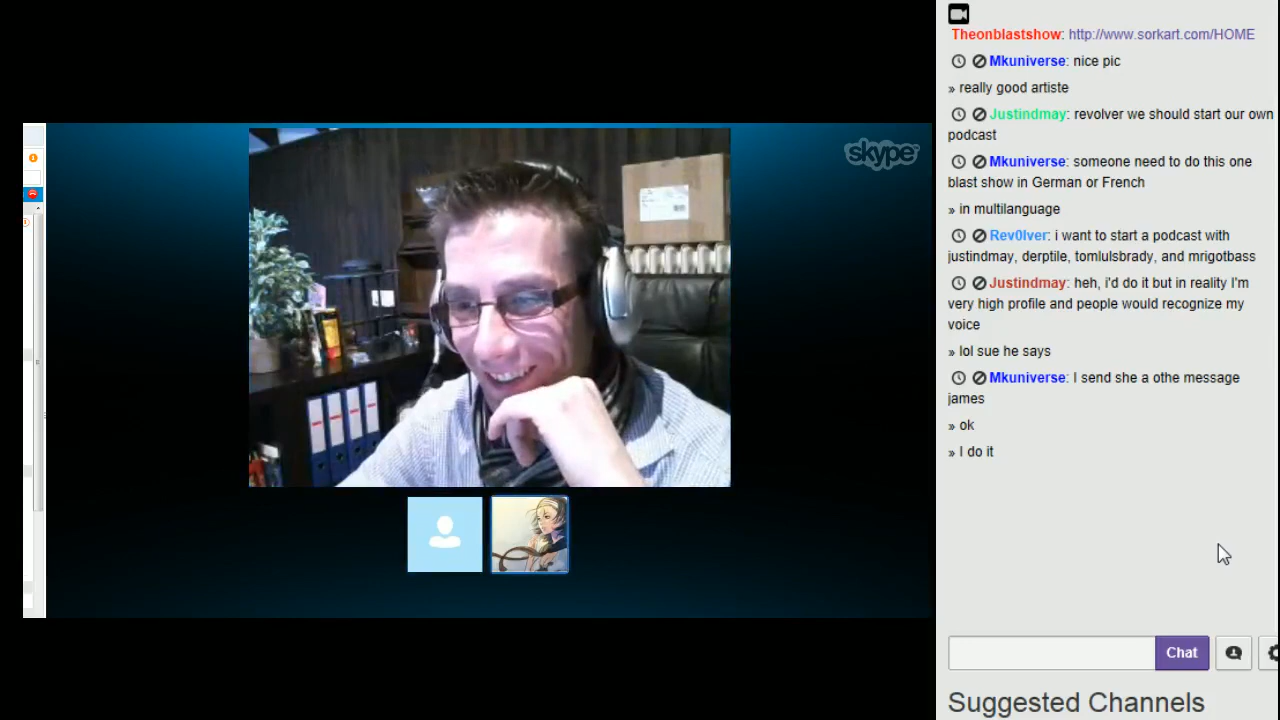 skype
Theonblastshow: http://www.sorkart.com/HOME
Mkuniverse: nice pic
» really good artiste
Justindmay: revolver we should start our own
podcast
Mkuniverse: someone need to do this one
blast show in German or French
» in multilanguage
Rev0lver: i want to start a podcast with
justindmay, derptile, tomlulsbrady, and mrigotbass
Justindmay: heh, i'd do it but in reality I'm
very high profile and people would recognize my
voice
» lol sue he says
Mkuniverse: I send she a othe message
james
» ok
» I do it
Chat
Suggested Channels